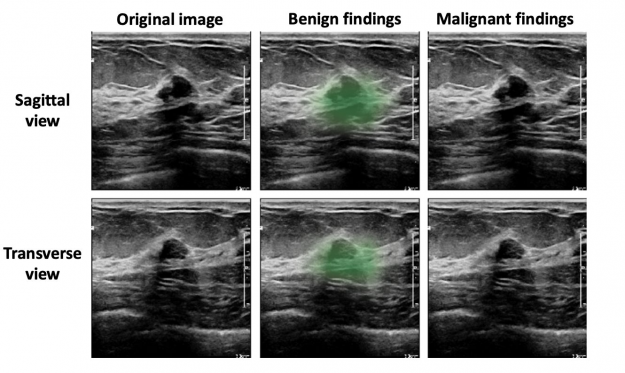 Original image
Benign findings
Malignant findings
Sagittal
view
Transverse
view